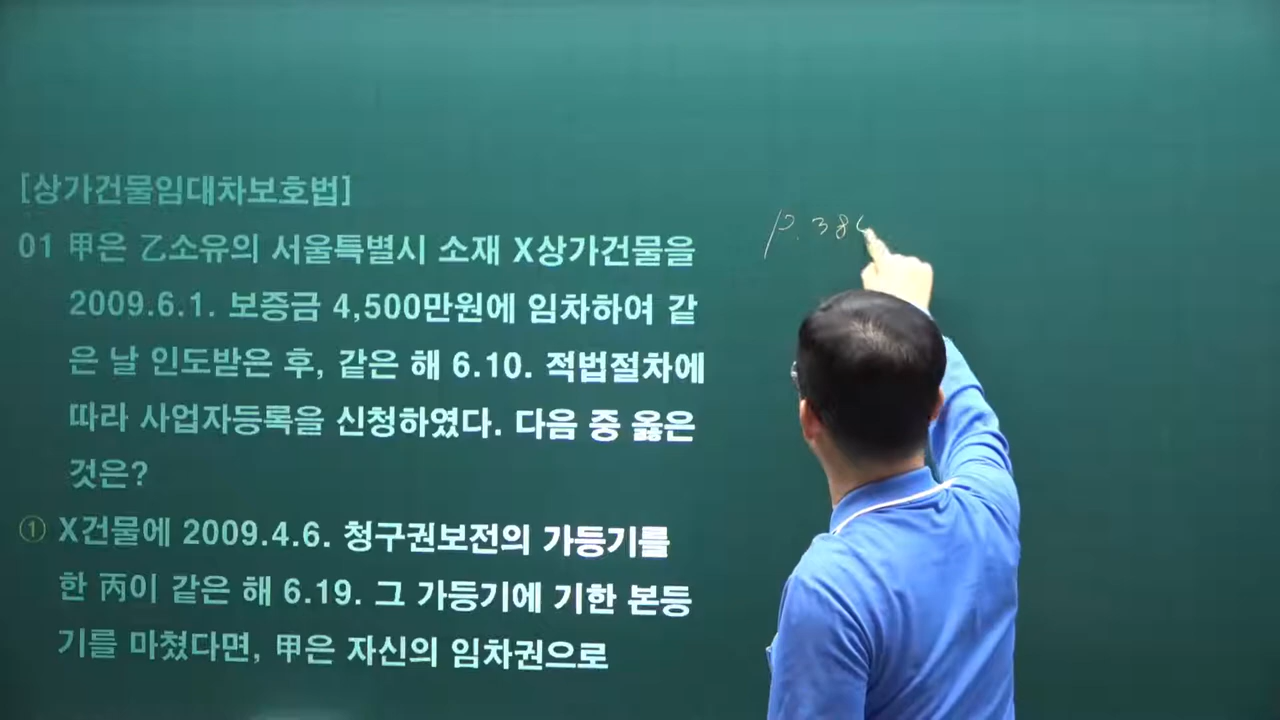 [상가건물임대차보호법]
01 甲은 乙소유의 서울특별시 소재 X상가건물을
2009.6.1. 보증금 4,500만원에 임차하여 같
은 날 인도받은 후, 같은 해 6.10. 적법절차에
따라 사업자등록을 신청하였다. 다음 중 옳은
것은?
① X건물에 2009.4.6. 청구권보전의 가등기를
한 丙이 같은 해 6.19. 그 가등기에 기한 본등
기를 마쳤다면, 甲은 자신의 임차권으로
p. 38